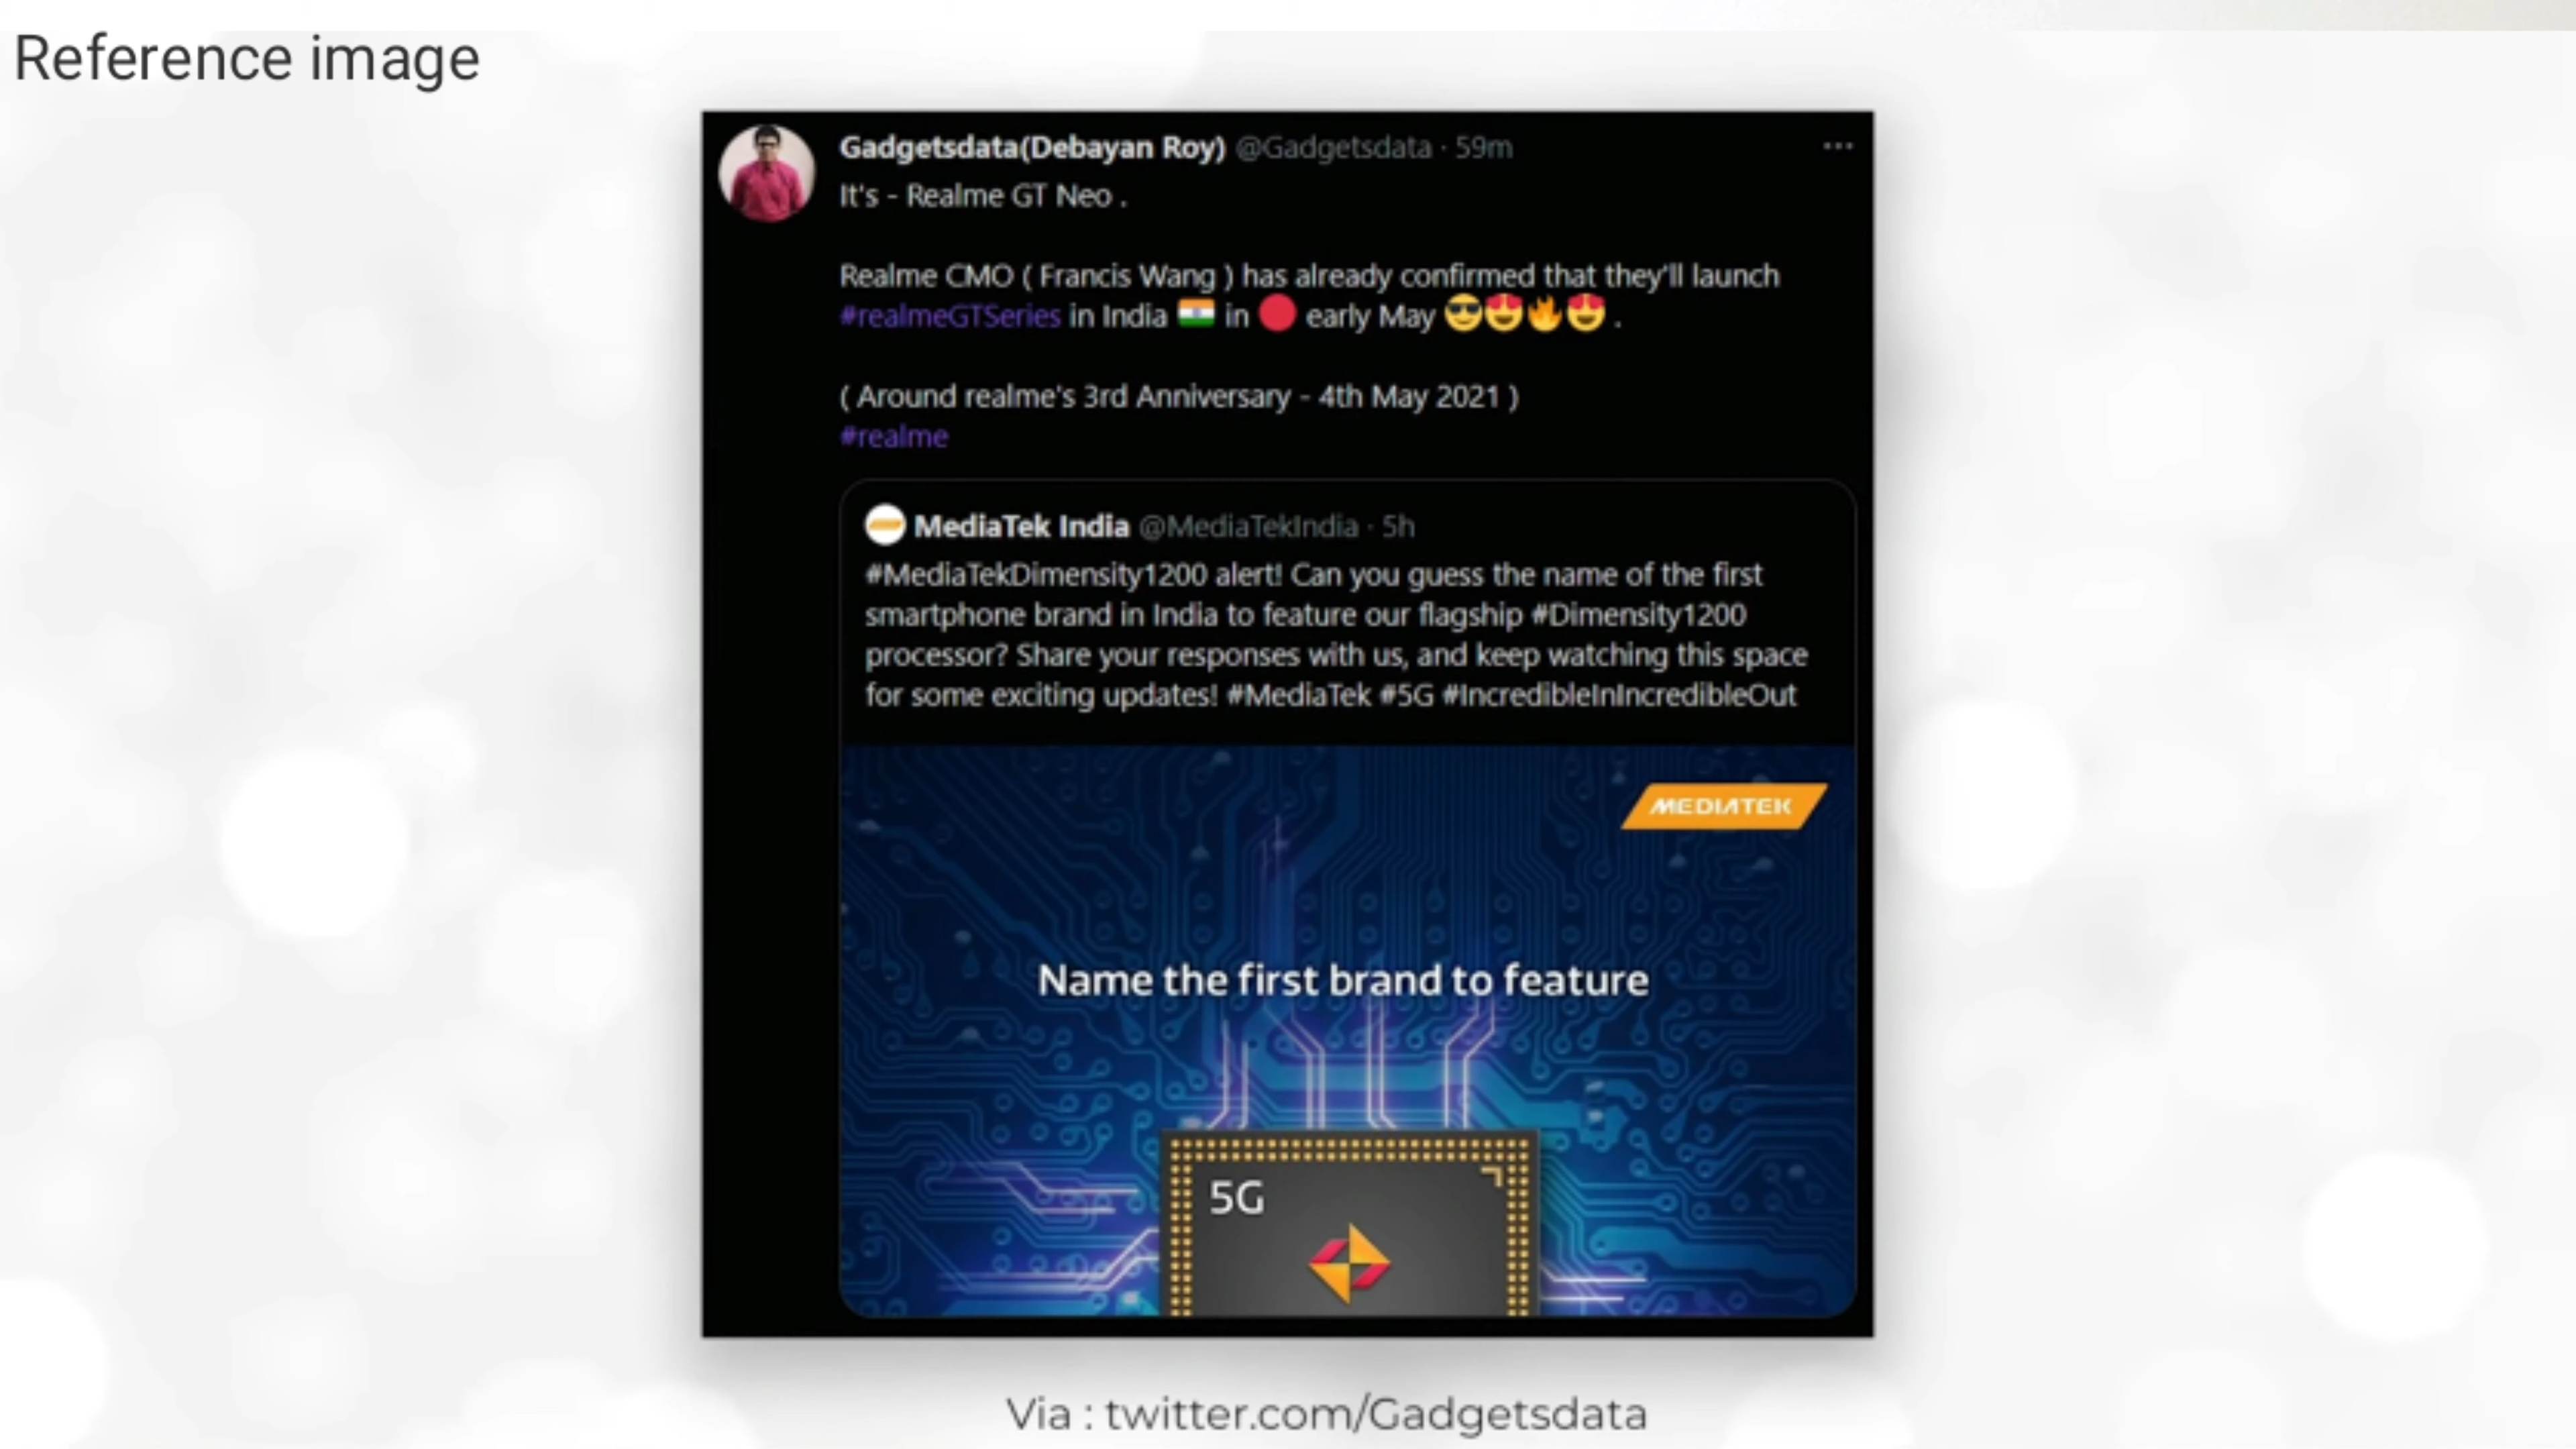 Reference image
Gadgetsdata(Debayan Roy) @Gadgetsdata · 59m
It's - Realme GT Neo .
Realme CMO ( Francis Wang ) has already confirmed that they'll launch
#realmeGTSeries in India 🇮🇳 in 🔴 early May 😎😍🔥😍 .
( Around realme's 3rd Anniversary - 4th May 2021 )
#realme
MediaTek India @MediaTekIndia · 5h
#MediaTekDimensity1200 alert! Can you guess the name of the first
smartphone brand in India to feature our flagship #Dimensity1200
processor? Share your responses with us, and keep watching this space
for some exciting updates! #MediaTek #5G #IncredibleInIncredibleOut
MEDIATEK
Name the first brand to feature
5G
Via : twitter.com/Gadgetsdata